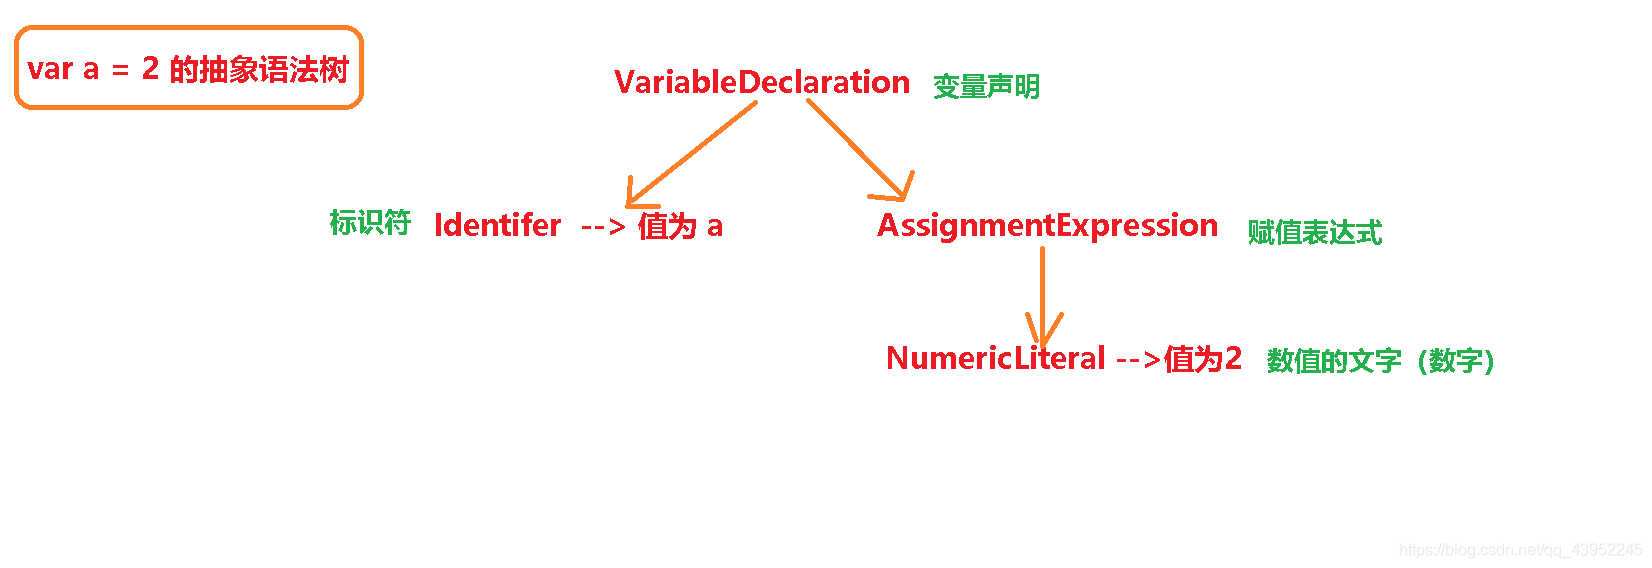 var a = 2 的抽象语法树
VariableDeclaration 变量声明
标识符 Identifer --> 值为 a
AssignmentExpression 赋值表达式
NumericLiteral -->值为2 数值的文字（数字）
https://blog.csdn.net/qq_43952245